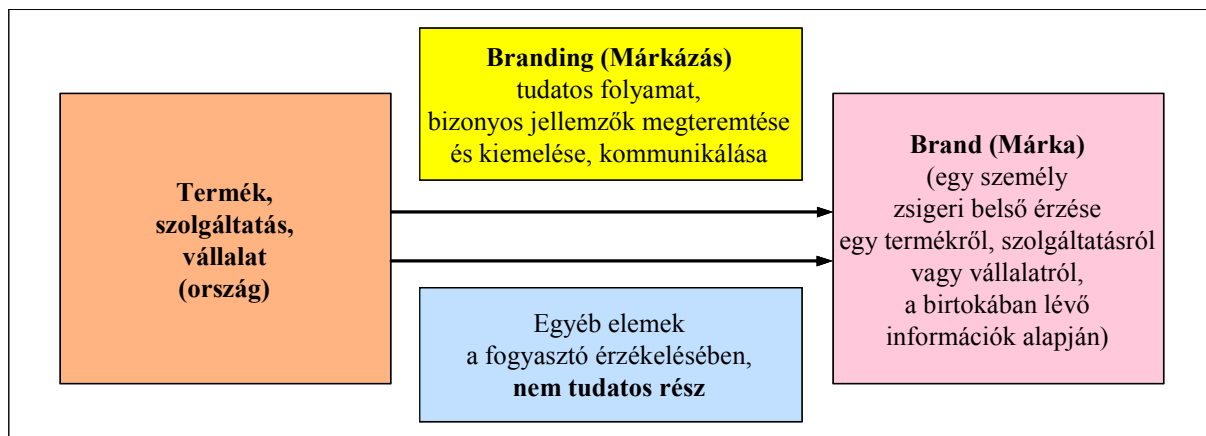 Termék,
szolgáltatás,
vállalat
(ország)
Branding (Márkázás)
tudatos folyamat,
bizonyos jellemzők megteremtése
és kiemelése, kommunikálása
Egyéb elemek
a fogyasztó érzékelésében,
nem tudatos rész
Brand (Márka)
(egy személy
zsigeri belső érzése
egy termékről, szolgáltatásról
vagy vállalatról,
a birtokában lévő
információk alapján)